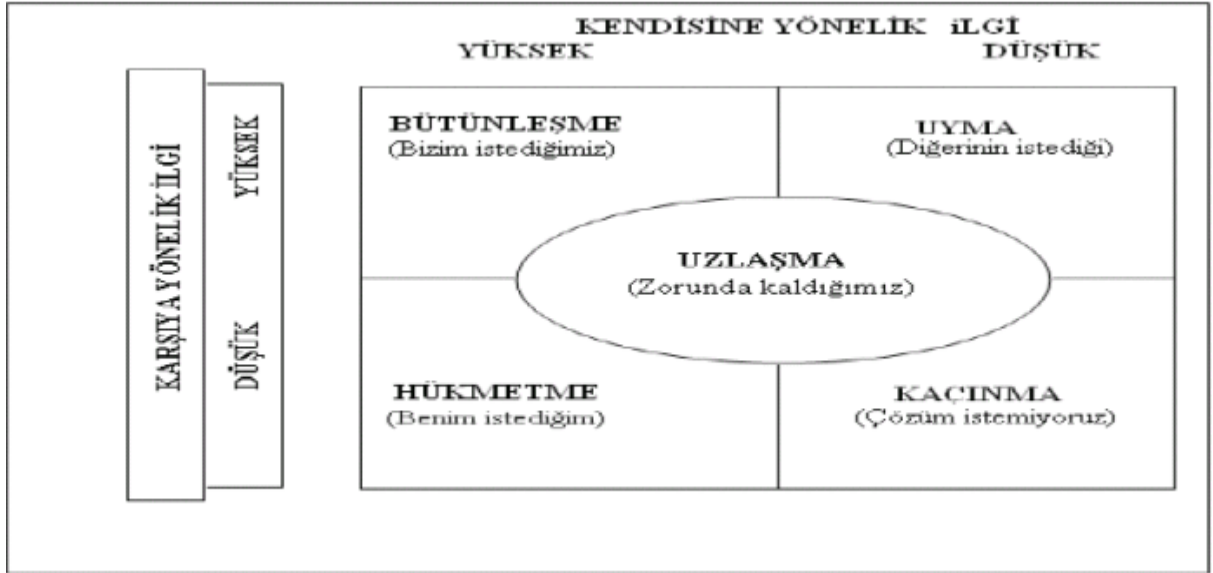 KENDİSİNE YÖNELİK iLGİ
YÜKSEK DÜŞÜK
KARŞIYA YÖNELİK İLGİ
YÜKSEK
DÜŞÜK
BÜTÜNLEŞME
(Bizim istediğimiz)
UYMA
(Diğerinin istediği)
UZLAŞMA
(Zorunda kaldığımız)
HÜKMETME
(Benim istediğim)
KAÇINMA
(Çözüm istemiyoruz)